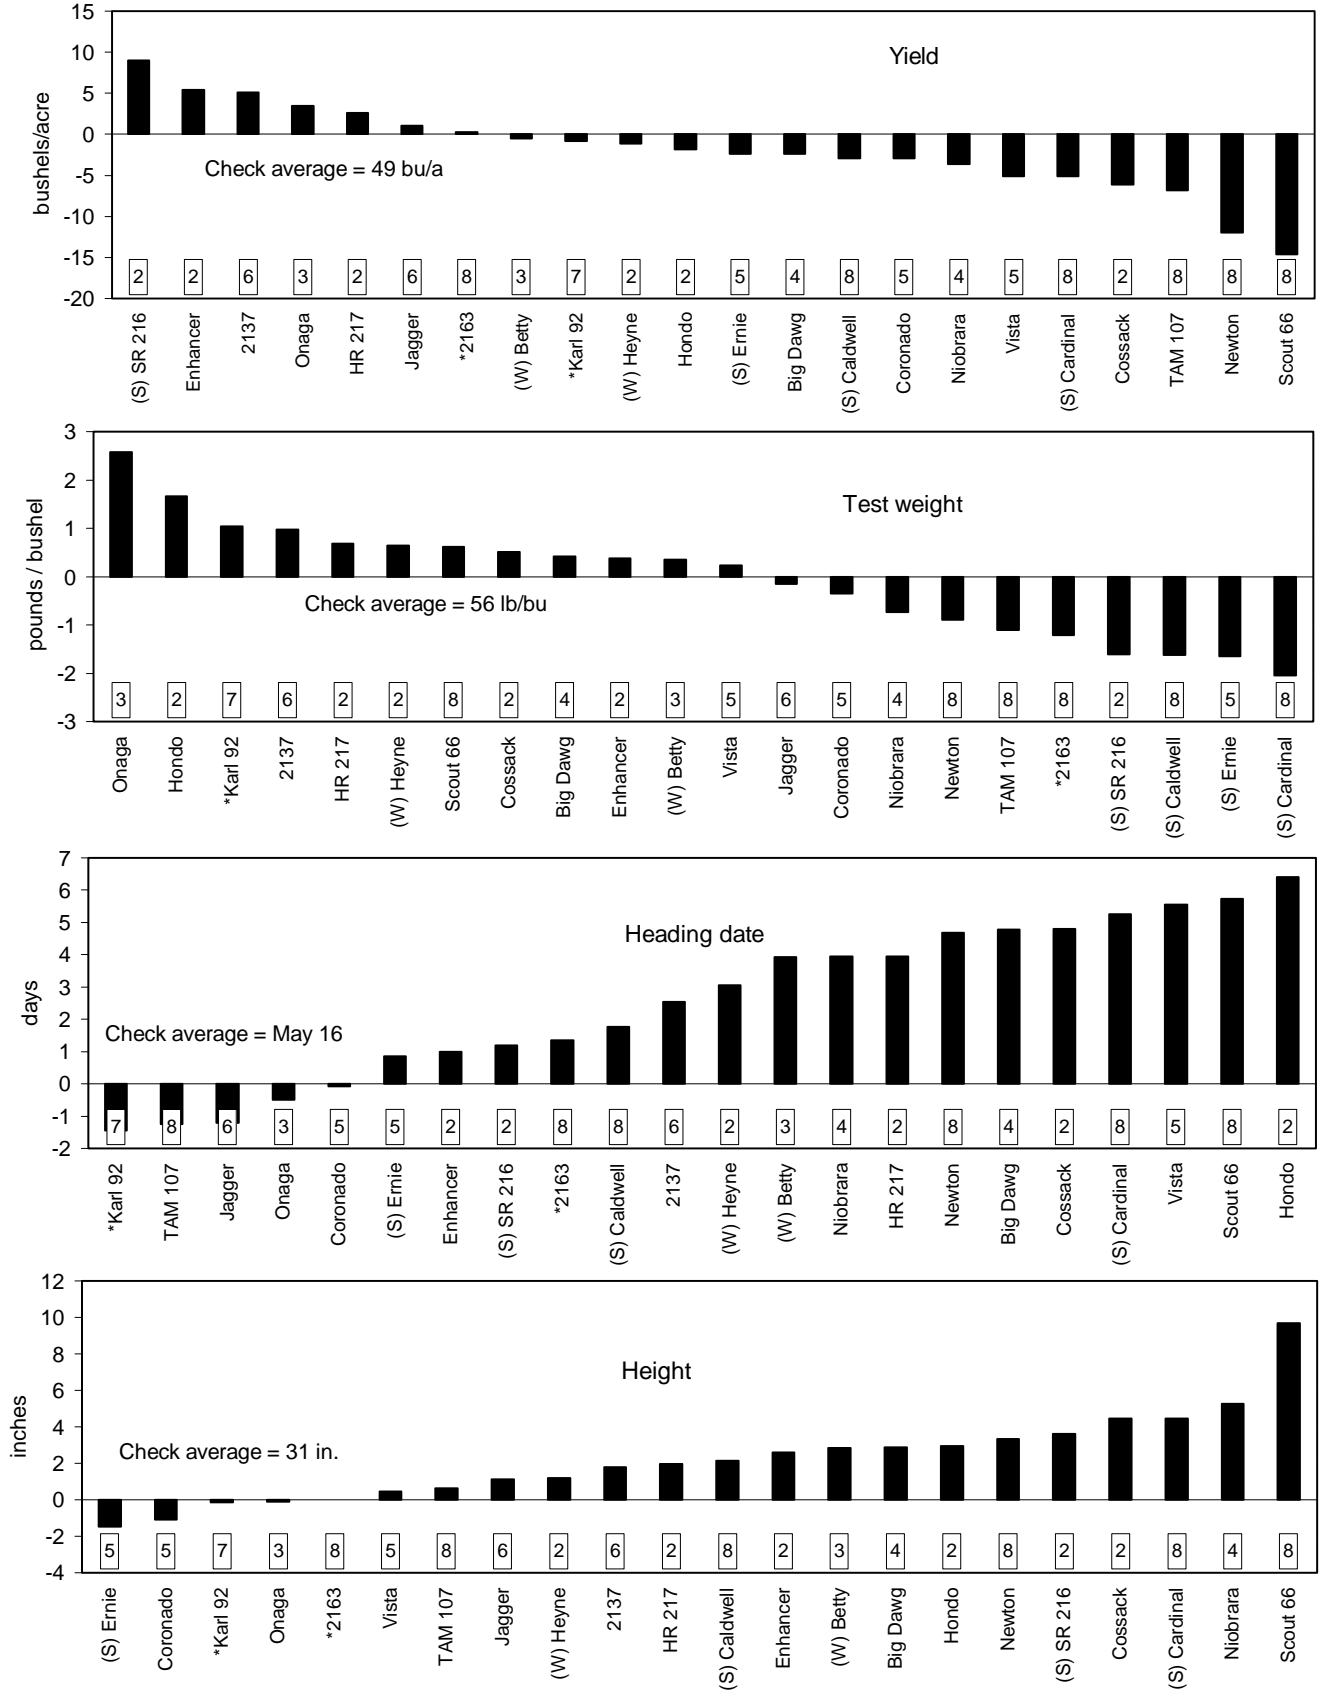 Yield
bushels/acre
15
10
5
0
-5
-10
-15
-20
Check average = 49 bu/a
2 2 6 3 2 6 8 3 7 2 2 5 4 8 5 4 5 8 2 8 8 8
(S) SR 216
Enhancer
2137
Onaga
HR 217
Jagger
*2163
(W) Betty
*Karl 92
(W) Heyne
Hondo
(S) Ernie
Big Dawg
(S) Caldwell
Coronado
Niobrara
Vista
(S) Cardinal
Cossack
TAM 107
Newton
Scout 66
Test weight
pounds / bushel
3
2
1
0
-1
-2
-3
Check average = 56 lb/bu
3 2 7 6 2 2 8 2 4 2 3 5 6 5 4 8 8 8 2 8 5 8
Onaga
Hondo
*Karl 92
2137
HR 217
(W) Heyne
Scout 66
Cossack
Big Dawg
Enhancer
(W) Betty
Vista
Jagger
Coronado
Niobrara
Newton
TAM 107
*2163
(S) SR 216
(S) Caldwell
(S) Ernie
(S) Cardinal
Heading date
days
7
6
5
4
3
2
1
0
-1
-2
Check average = May 16
7 8 6 3 5 5 2 2 8 8 6 2 3 4 2 8 4 2 8 5 8 2
*Karl 92
TAM 107
Jagger
Onaga
Coronado
(S) Ernie
Enhancer
(S) SR 216
*2163
(S) Caldwell
2137
(W) Heyne
(W) Betty
Niobrara
HR 217
Newton
Big Dawg
Cossack
(S) Cardinal
Vista
Scout 66
Hondo
Height
inches
12
10
8
6
4
2
0
-2
-4
Check average = 31 in.
5 5 7 3 8 5 8 6 2 6 2 8 2 3 4 2 8 2 2 8 4 8
(S) Ernie
Coronado
*Karl 92
Onaga
*2163
Vista
TAM 107
Jagger
(W) Heyne
2137
HR 217
(S) Caldwell
Enhancer
(W) Betty
Big Dawg
Hondo
Newton
(S) SR 216
Cossack
(S) Cardinal
Niobrara
Scout 66